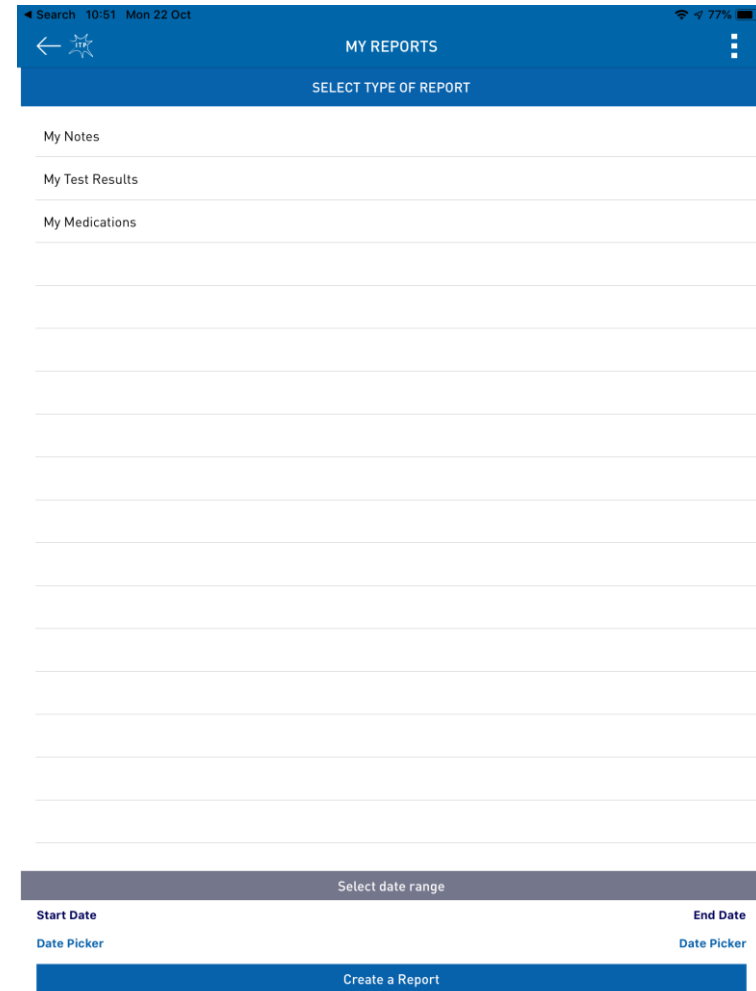 ◀ Search 10:51 Mon 22 Oct 77%
ITP MY REPORTS
SELECT TYPE OF REPORT
My Notes
My Test Results
My Medications
Select date range
Start Date End Date
Date Picker Date Picker
Create a Report